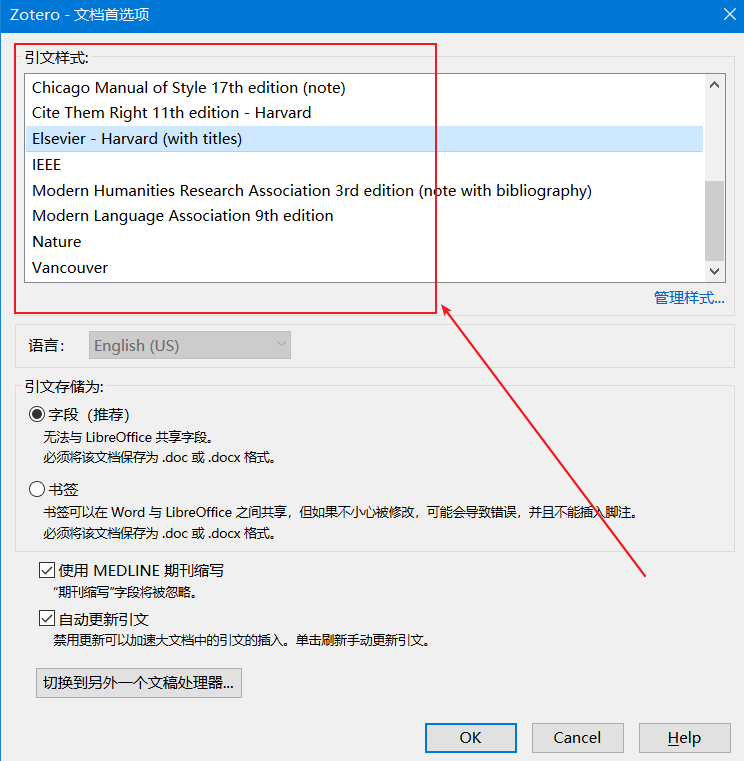 Zotero - 文档首选项
引文样式:
Chicago Manual of Style 17th edition (note)
Cite Them Right 11th edition - Harvard
Elsevier - Harvard (with titles)
IEEE
Modern Humanities Research Association 3rd edition (note with bibliography)
Modern Language Association 9th edition
Nature
Vancouver
管理样式...
语言:
English (US)
引文存储为:
字段（推荐）
无法与 LibreOffice 共享字段。
必须将该文档保存为 .doc 或 .docx 格式。
书签
书签可以在 Word 与 LibreOffice 之间共享，但如果不小心被修改，可能会导致错误，并且不能插入脚注。
必须将该文档保存为 .doc 或 .docx 格式。
使用 MEDLINE 期刊缩写
“期刊缩写”字段将被忽略。
自动更新引文
禁用更新可以加速大文档中的引文的插入。单击刷新手动更新引文。
切换到另外一个文稿处理器...
OK
Cancel
Help